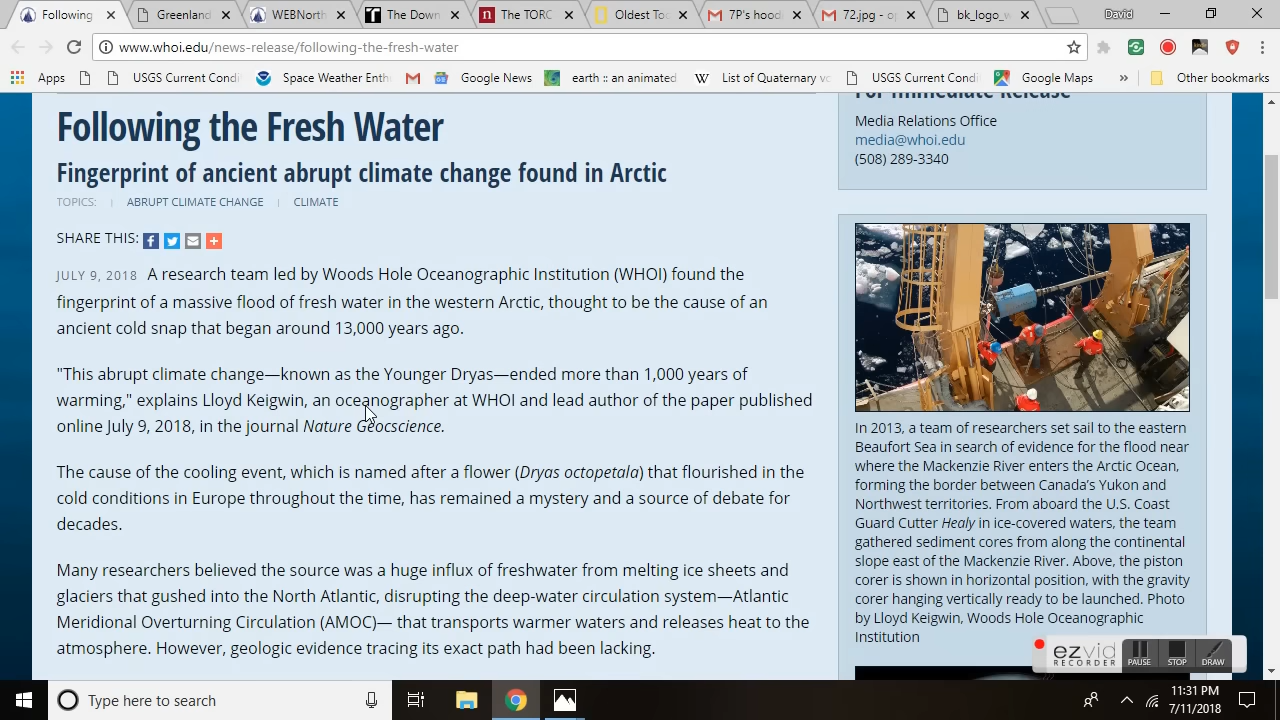 Following
Greenland
WEBNorth
The Down
The TORC
Oldest Too
7P's hood
72.jpg - o
bk_logo_w
David
www.whoi.edu/news-release/following-the-fresh-water
Apps
USGS Current Condi
Space Weather Enth
Google News
earth :: an animated
List of Quaternary vo
USGS Current Condi
Google Maps
»
Other bookmarks
Following the Fresh Water
Fingerprint of ancient abrupt climate change found in Arctic
TOPICS: | ABRUPT CLIMATE CHANGE | CLIMATE
SHARE THIS:
JULY 9, 2018 A research team led by Woods Hole Oceanographic Institution (WHOI) found the
fingerprint of a massive flood of fresh water in the western Arctic, thought to be the cause of an
ancient cold snap that began around 13,000 years ago.
"This abrupt climate change—known as the Younger Dryas—ended more than 1,000 years of
warming," explains Lloyd Keigwin, an oceanographer at WHOI and lead author of the paper published
online July 9, 2018, in the journal Nature Geocscience.
The cause of the cooling event, which is named after a flower (Dryas octopetala) that flourished in the
cold conditions in Europe throughout the time, has remained a mystery and a source of debate for
decades.
Many researchers believed the source was a huge influx of freshwater from melting ice sheets and
glaciers that gushed into the North Atlantic, disrupting the deep-water circulation system—Atlantic
Meridional Overturning Circulation (AMOC)— that transports warmer waters and releases heat to the
atmosphere. However, geologic evidence tracing its exact path had been lacking.
For Immediate Release
Media Relations Office
media@whoi.edu
(508) 289-3340
In 2013, a team of researchers set sail to the eastern
Beaufort Sea in search of evidence for the flood near
where the Mackenzie River enters the Arctic Ocean,
forming the border between Canada's Yukon and
Northwest territories. From aboard the U.S. Coast
Guard Cutter Healy in ice-covered waters, the team
gathered sediment cores from along the continental
slope east of the Mackenzie River. Above, the piston
corer is shown in horizontal position, with the gravity
corer hanging vertically ready to be launched. Photo
by Lloyd Keigwin, Woods Hole Oceanographic
Institution
ezvid
RECORDER
PAUSE
STOP
DRAW
Type here to search
11:31 PM
7/11/2018